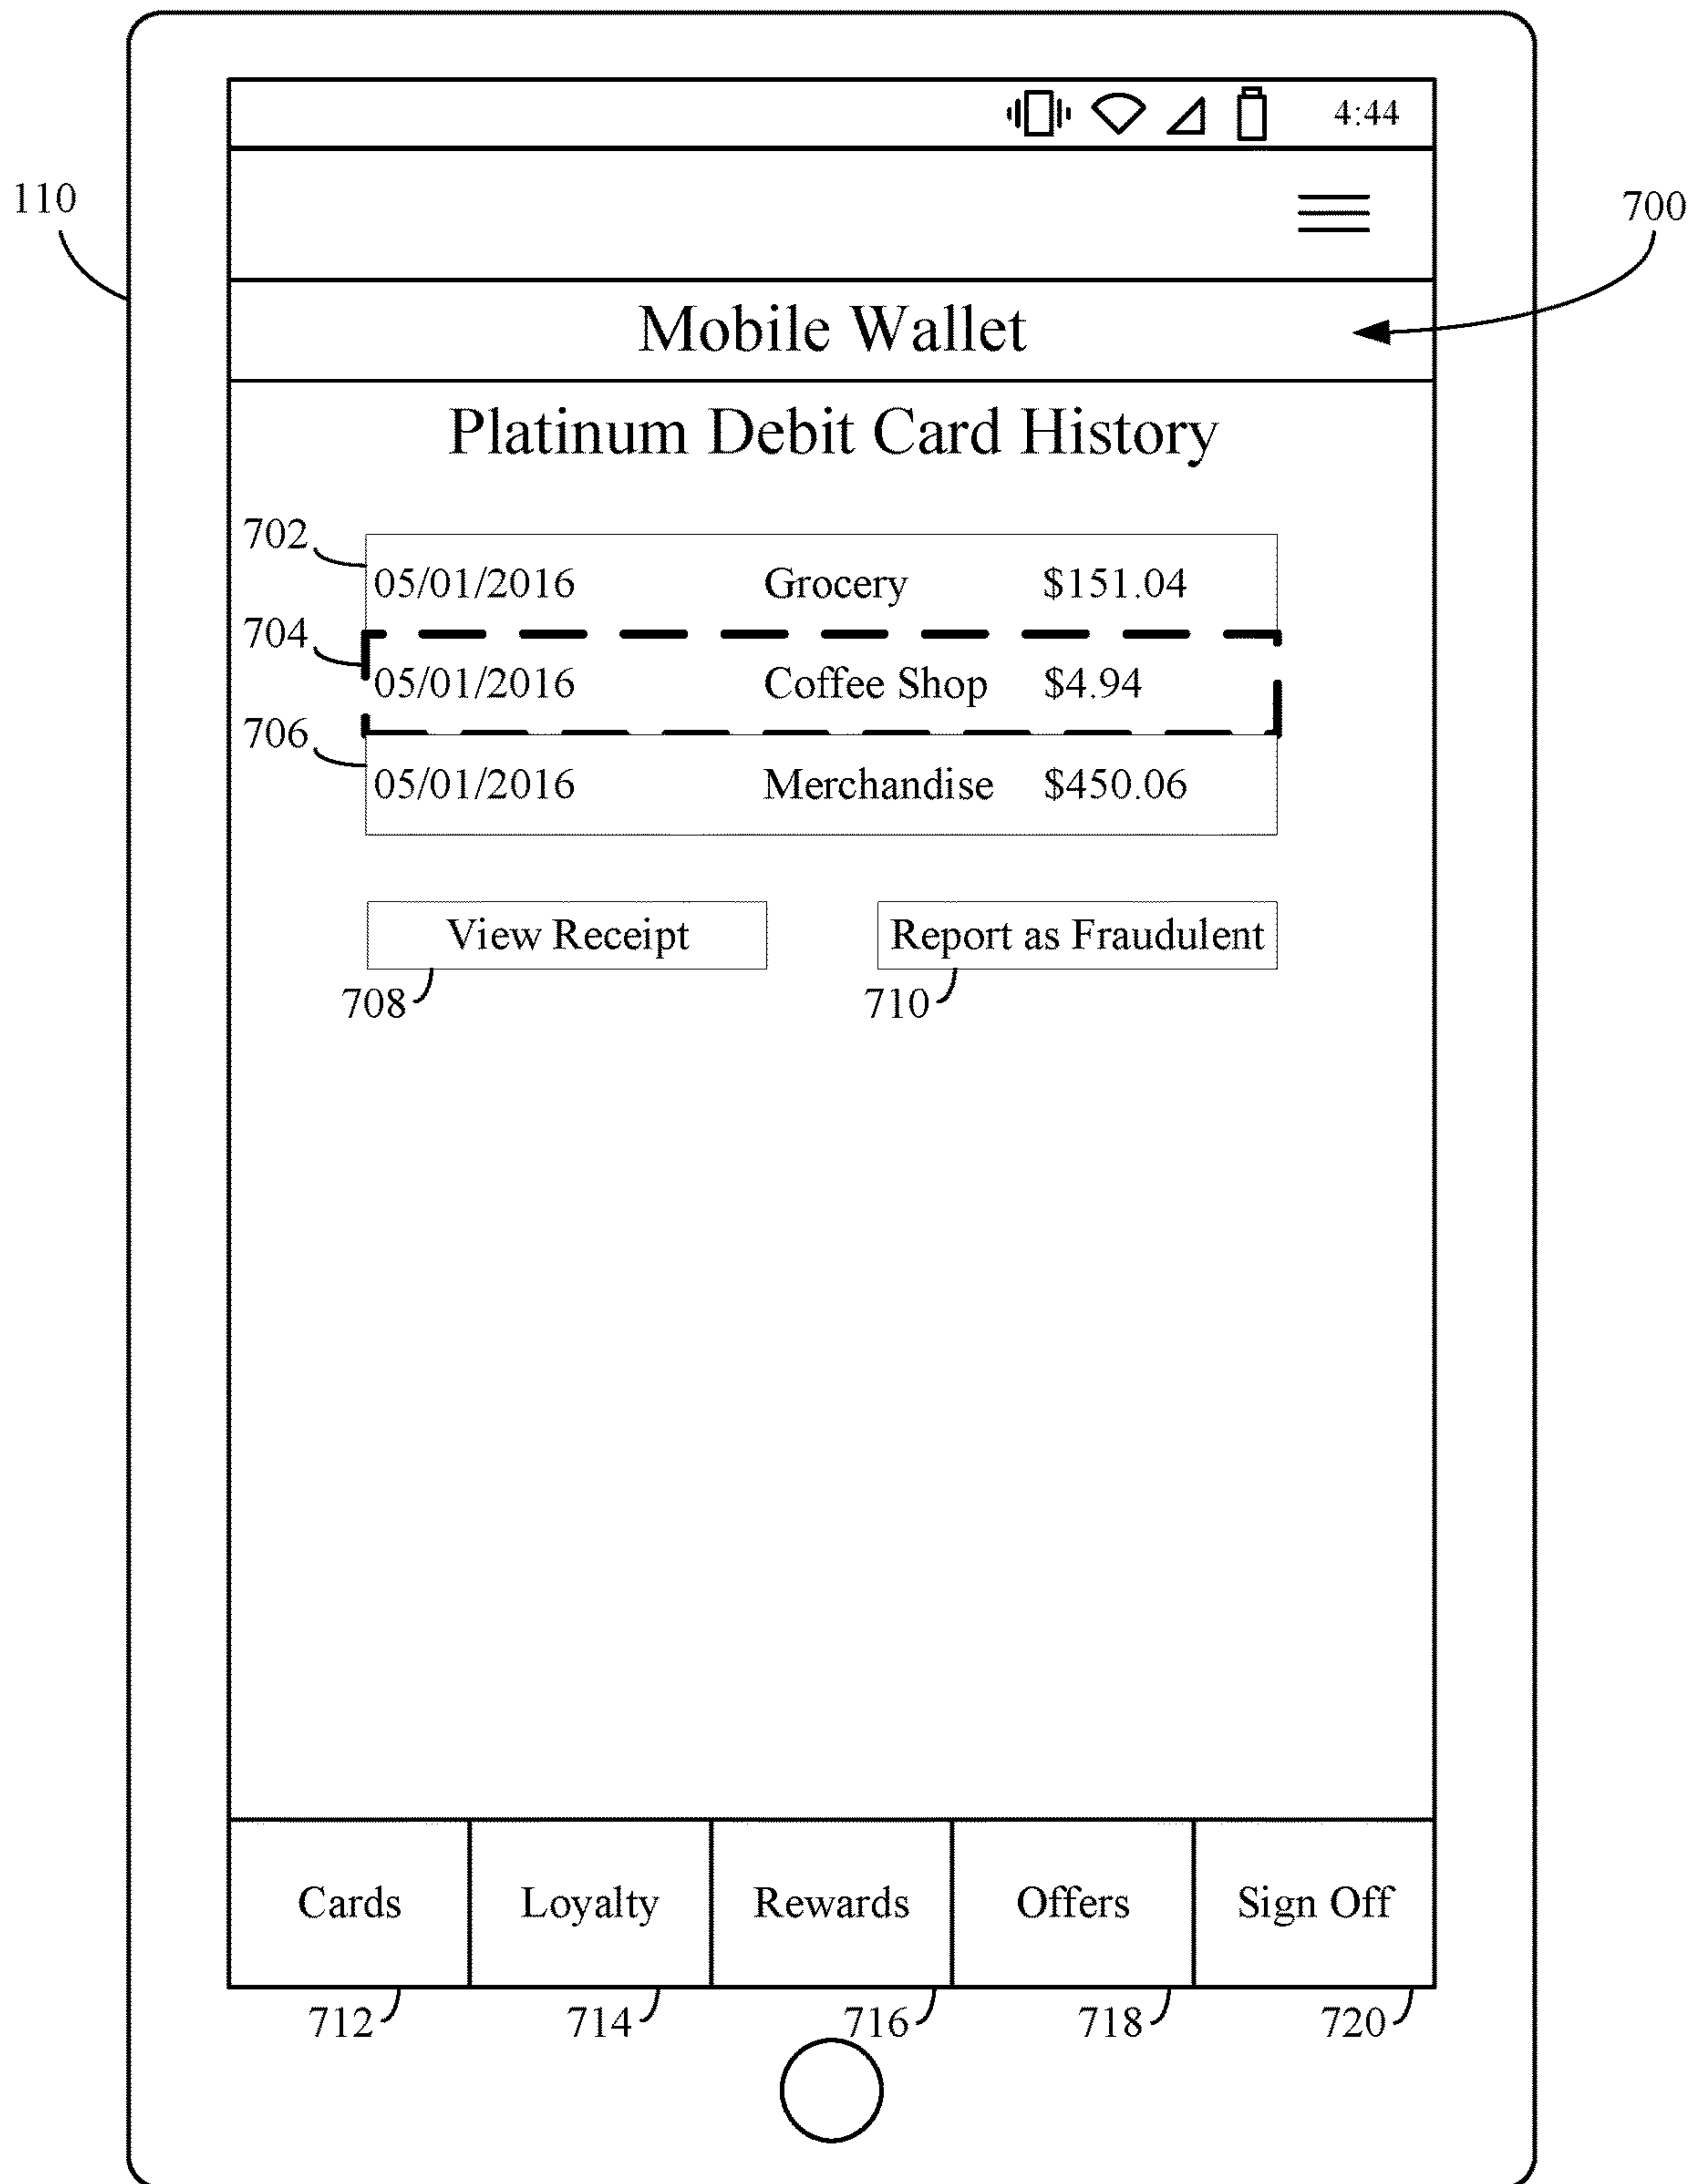 4:44
110
700
Mobile Wallet
Platinum Debit Card History
702
05/01/2016 Grocery $151.04
704
05/01/2016 Coffee Shop $4.94
706
05/01/2016 Merchandise $450.06
View Receipt Report as Fraudulent
708 710
Cards Loyalty Rewards Offers Sign Off
712 714 716 718 720